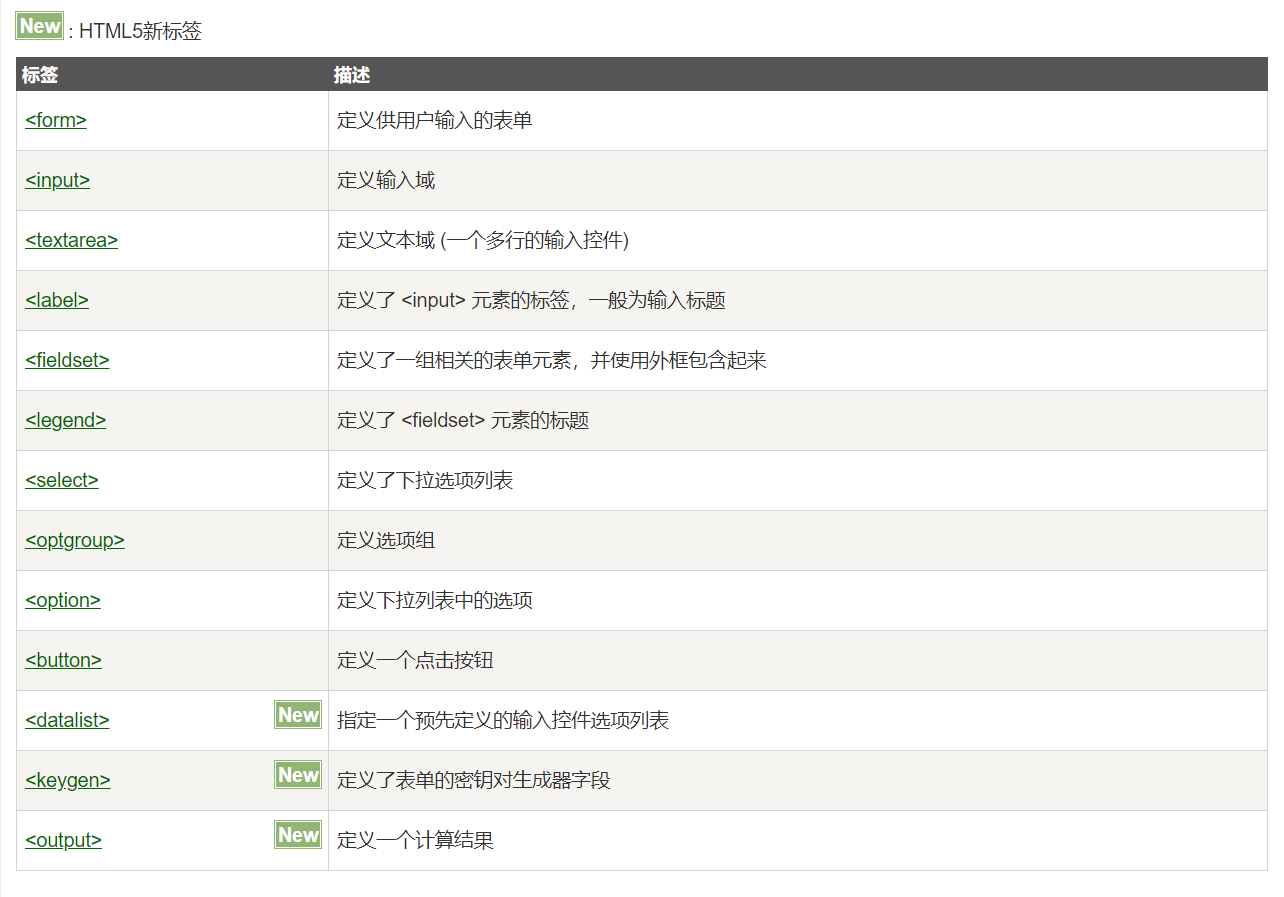 New : HTML5新标签
标签 描述
<form> 定义供用户输入的表单
<input> 定义输入域
<textarea> 定义文本域 (一个多行的输入控件)
<label> 定义了 <input> 元素的标签，一般为输入标题
<fieldset> 定义了一组相关的表单元素，并使用外框包含起来
<legend> 定义了 <fieldset> 元素的标题
<select> 定义了下拉选项列表
<optgroup> 定义选项组
<option> 定义下拉列表中的选项
<button> 定义一个点击按钮
<datalist> New 指定一个预先定义的输入控件选项列表
<keygen> New 定义了表单的密钥对生成器字段
<output> New 定义一个计算结果